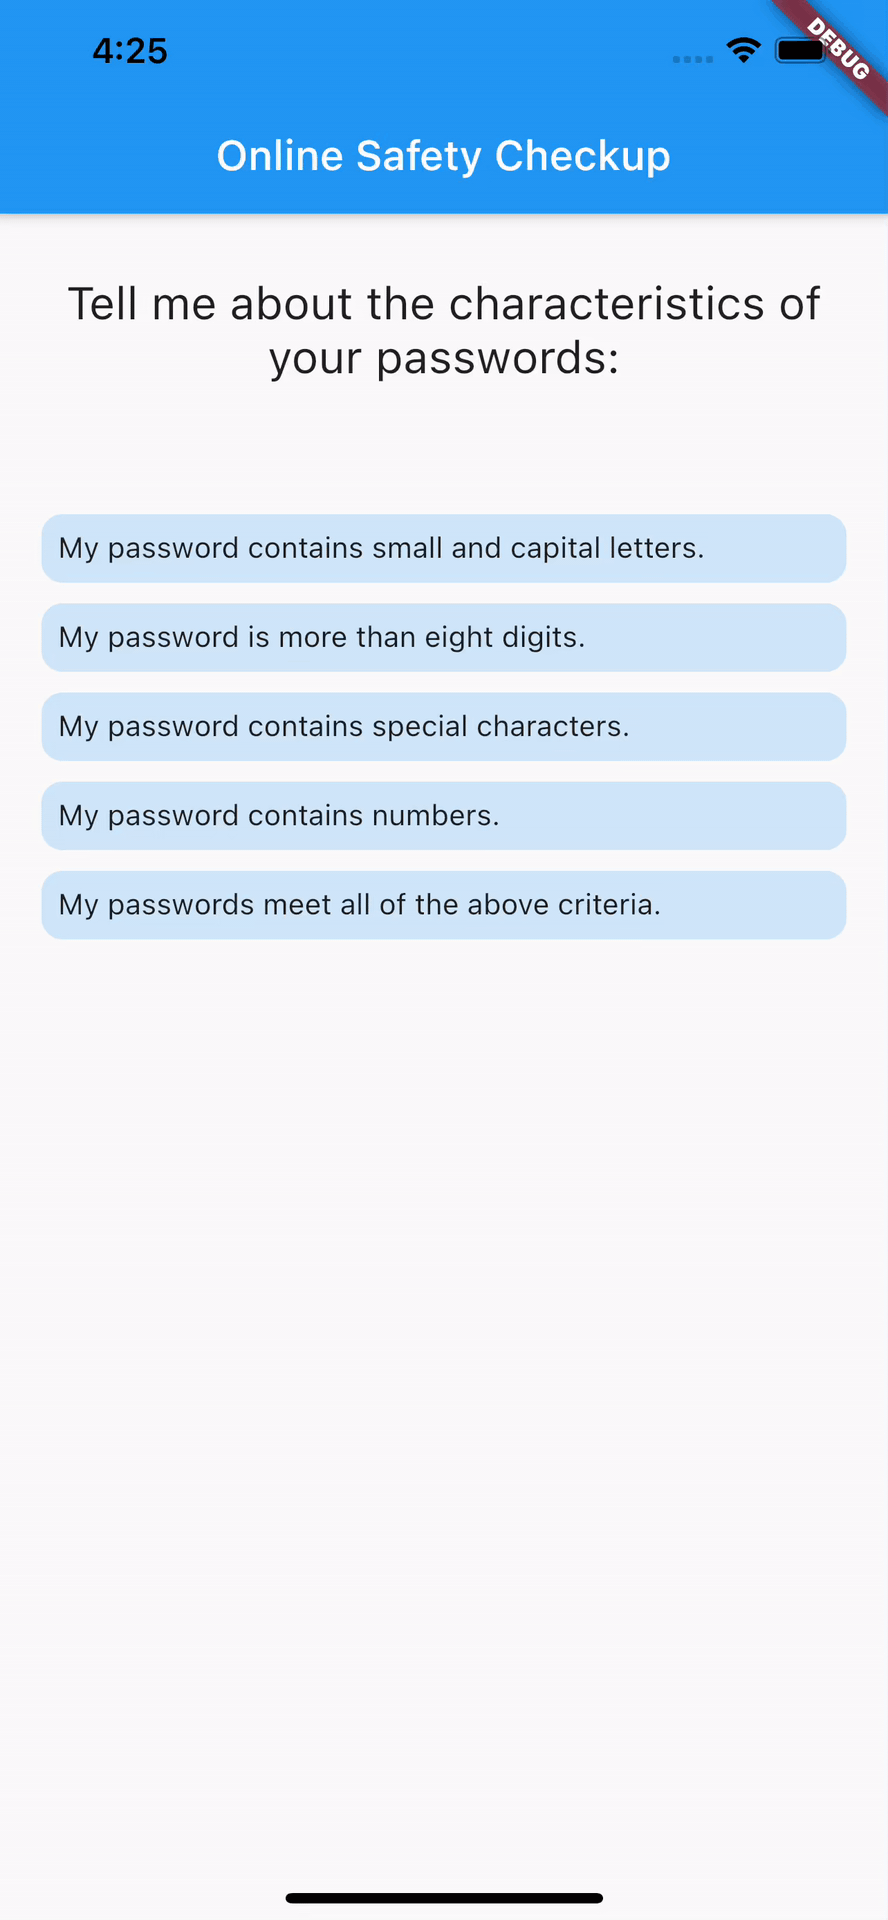 4:25
DEBUG
Online Safety Checkup
Tell me about the characteristics of
your passwords:
My password contains small and capital letters.
My password is more than eight digits.
My password contains special characters.
My password contains numbers.
My passwords meet all of the above criteria.